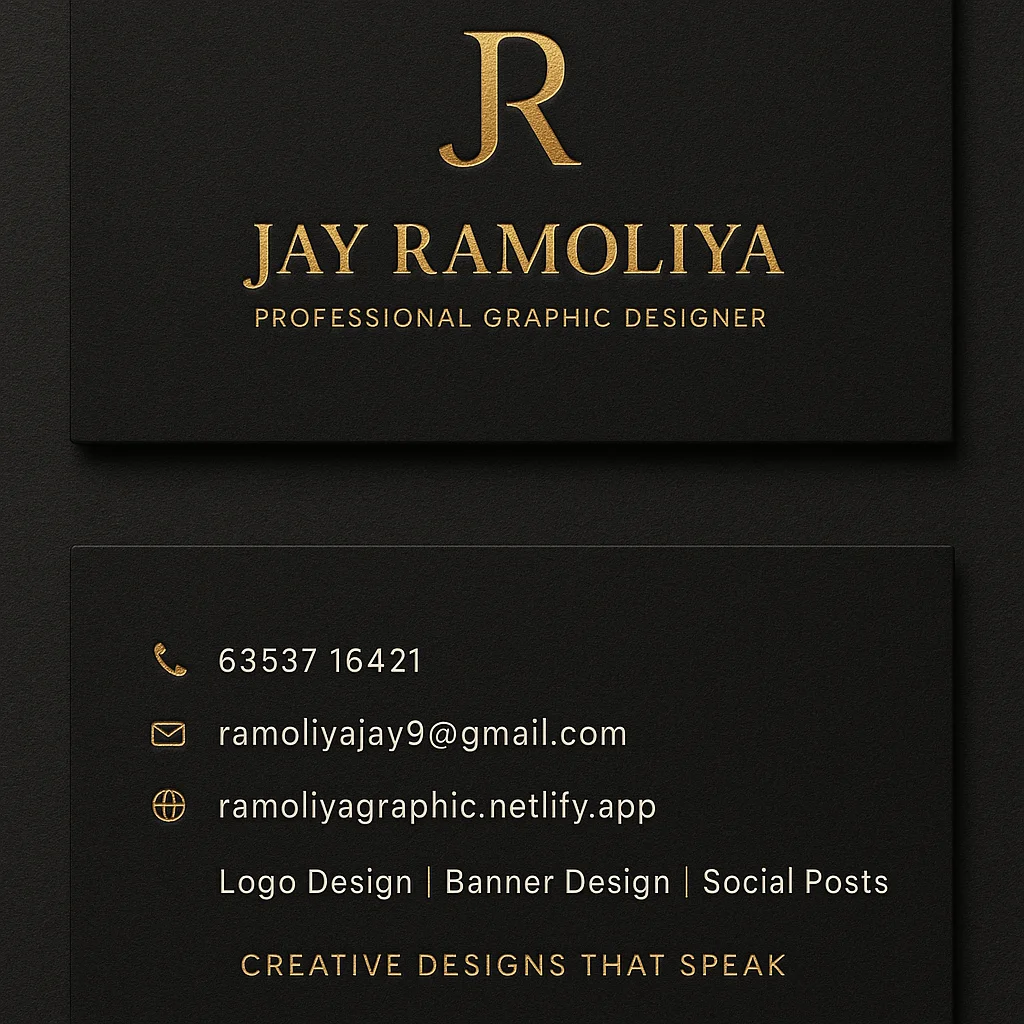 JR
JAY RAMOLIYA
PROFESSIONAL GRAPHIC DESIGNER
63537 16421
ramoliyajay9@gmail.com
ramoliyagraphic.netlify.app
Logo Design | Banner Design | Social Posts
CREATIVE DESIGNS THAT SPEAK